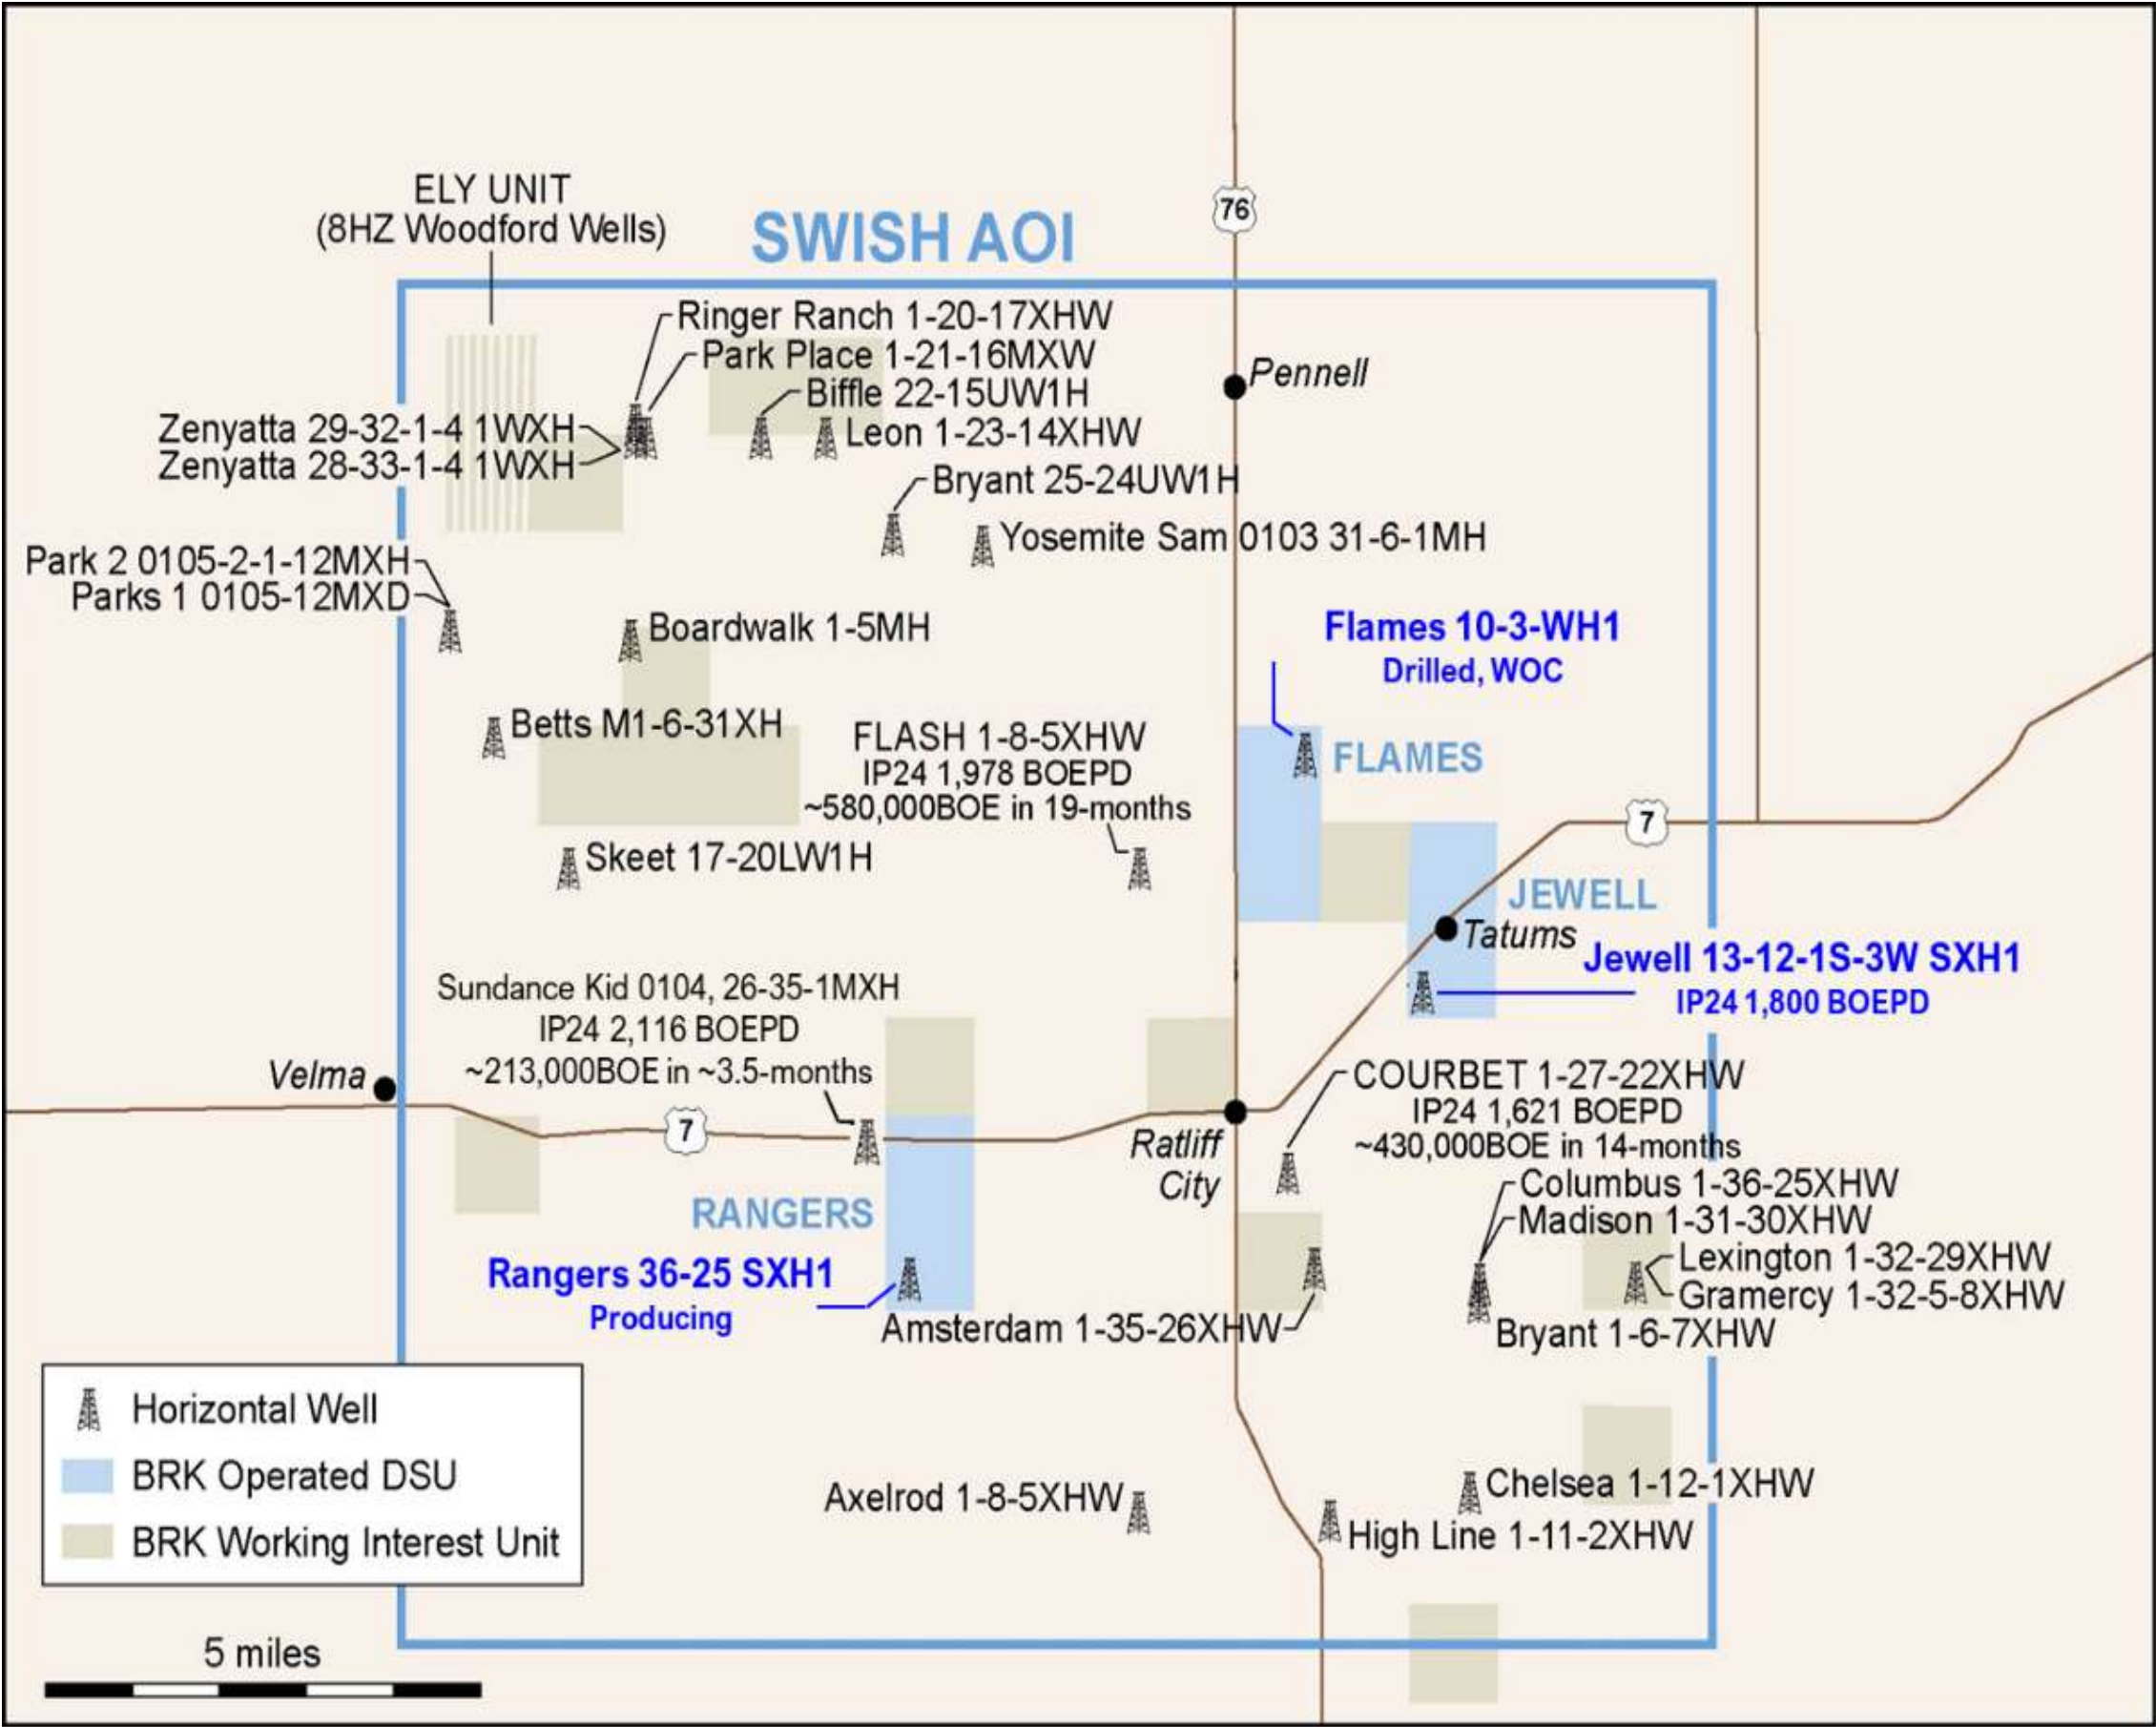 ELY UNIT
(8HZ Woodford Wells)
SWISH AOI
76
Ringer Ranch 1-20-17XHW
Park Place 1-21-16MXW
Biffle 22-15UW1H
Leon 1-23-14XHW
Pennell
Zenyatta 29-32-1-4 1WXH
Zenyatta 28-33-1-4 1WXH
Bryant 25-24UW1H
Yosemite Sam 0103 31-6-1MH
Park 2 0105-2-1-12MXH
Parks 1 0105-12MXD
Boardwalk 1-5MH
Flames 10-3-WH1
Drilled, WOC
Betts M1-6-31XH
FLASH 1-8-5XHW
IP24 1,978 BOEPD
~580,000BOE in 19-months
FLAMES
7
Skeet 17-20LW1H
JEWELL
Tatums
Jewell 13-12-1S-3W SXH1
IP24 1,800 BOEPD
Sundance Kid 0104, 26-35-1MXH
IP24 2,116 BOEPD
~213,000BOE in ~3.5-months
Velma
7
Ratliff
City
COURBET 1-27-22XHW
IP24 1,621 BOEPD
~430,000BOE in 14-months
Columbus 1-36-25XHW
Madison 1-31-30XHW
Lexington 1-32-29XHW
Gramercy 1-32-5-8XHW
Bryant 1-6-7XHW
RANGERS
Rangers 36-25 SXH1
Producing
Amsterdam 1-35-26XHW
Horizontal Well
BRK Operated DSU
BRK Working Interest Unit
Axelrod 1-8-5XHW
Chelsea 1-12-1XHW
High Line 1-11-2XHW
5 miles